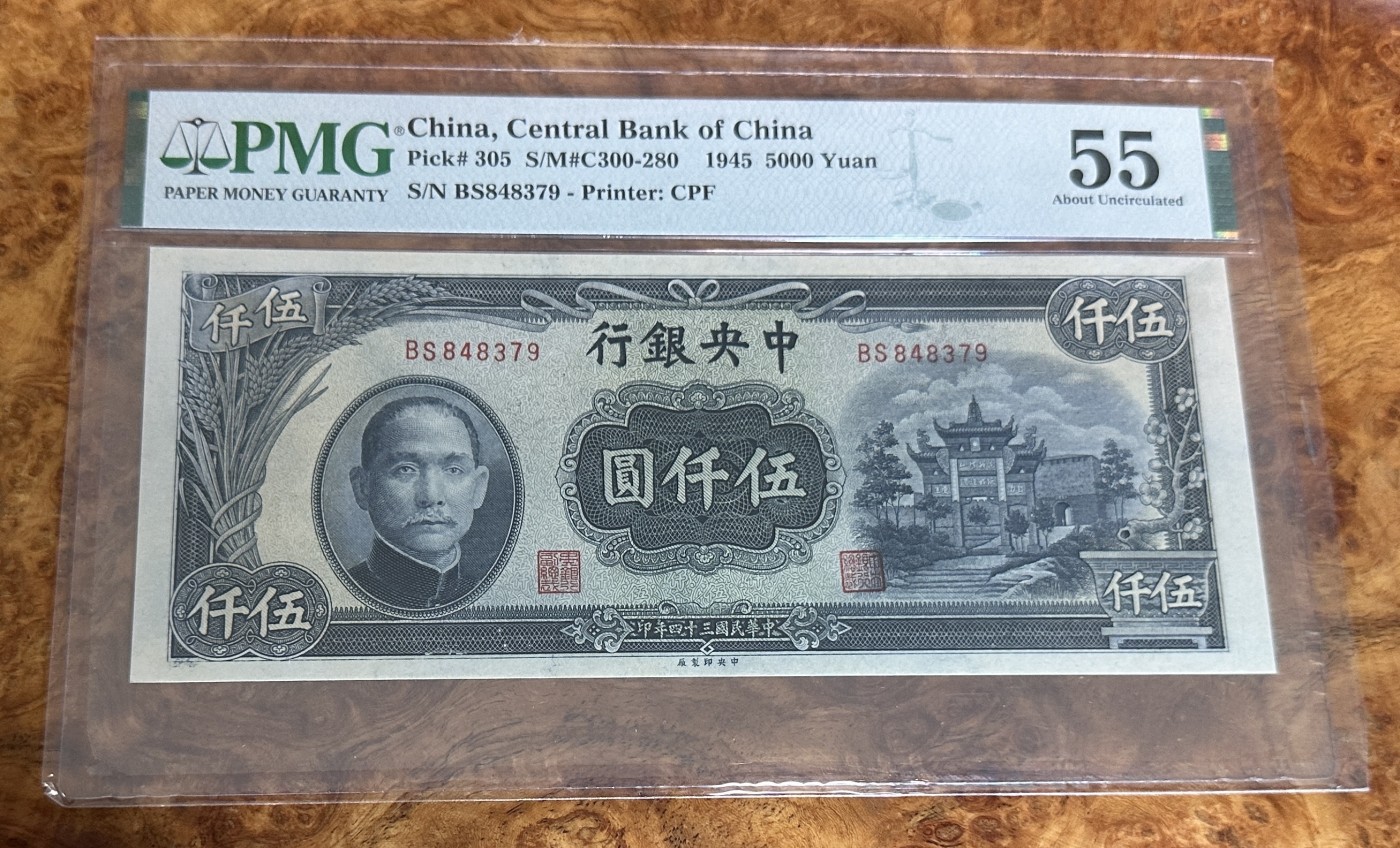 PMG®
PAPER MONEY GUARANTY
China, Central Bank of China
Pick# 305 S/M#C300-280 1945 5000 Yuan
S/N BS848379 - Printer: CPF
55
About Uncirculated
伍仟
伍仟
中央銀行
BS848379
BS848379
伍仟圓
伍仟
伍仟
中華民國三十四年印
中央印製廠